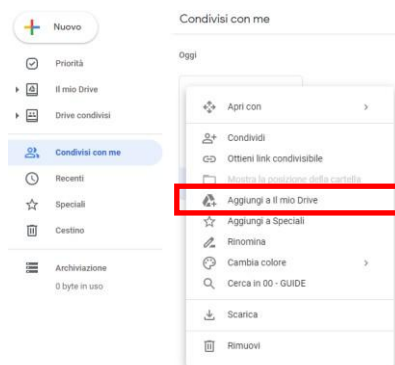 Nuovo
Priorità
Il mio Drive
Drive condivisi
Condivisi con me
Recenti
Speciali
Cestino
Archiviazione
0 byte in uso
Condivisi con me
Oggi
Apri con
Condividi
Ottieni link condivisibile
Mostra la posizione della cartella
Aggiungi a Il mio Drive
Aggiungi a Speciali
Rinomina
Cambia colore
Cerca in 00 - GUIDE
Scarica
Rimuovi